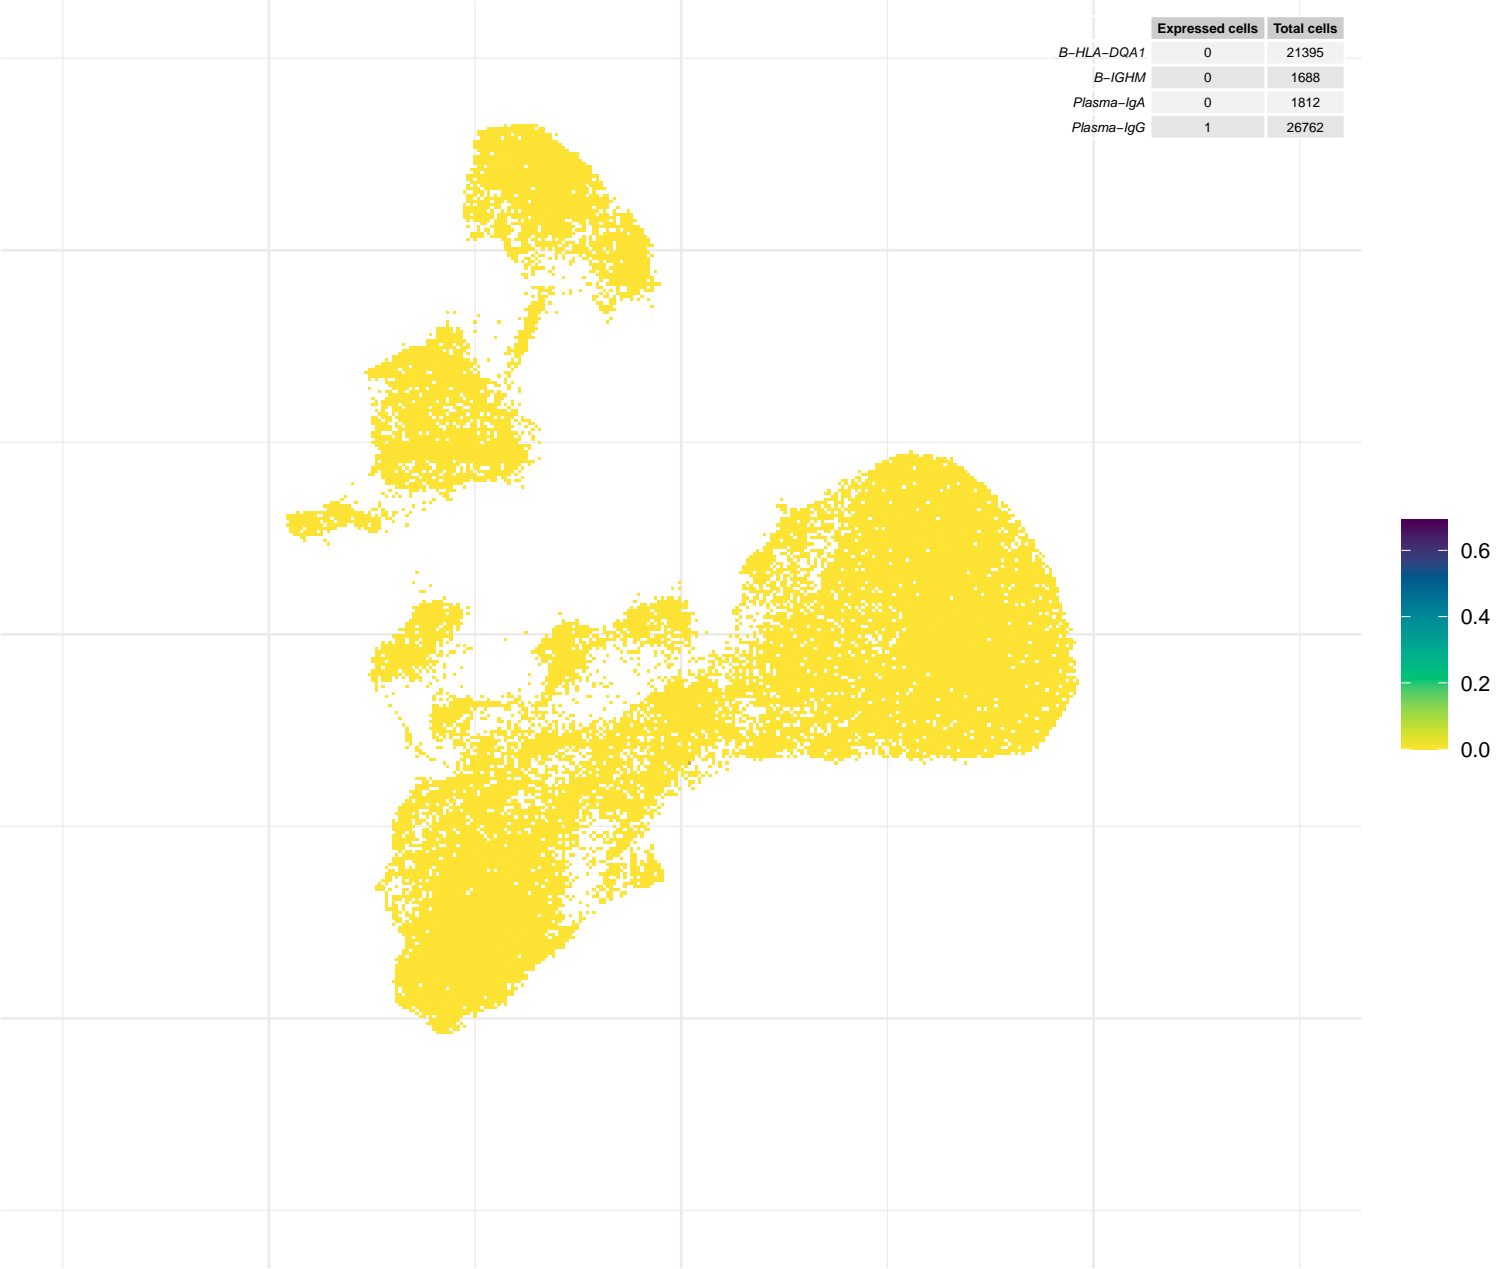 Expressed cells Total cells
B−HLA−DQA1 0 21395
B−IGHM 0 1688
Plasma−IgA 0 1812
Plasma−IgG 1 26762
0.6
0.4
0.2
0.0